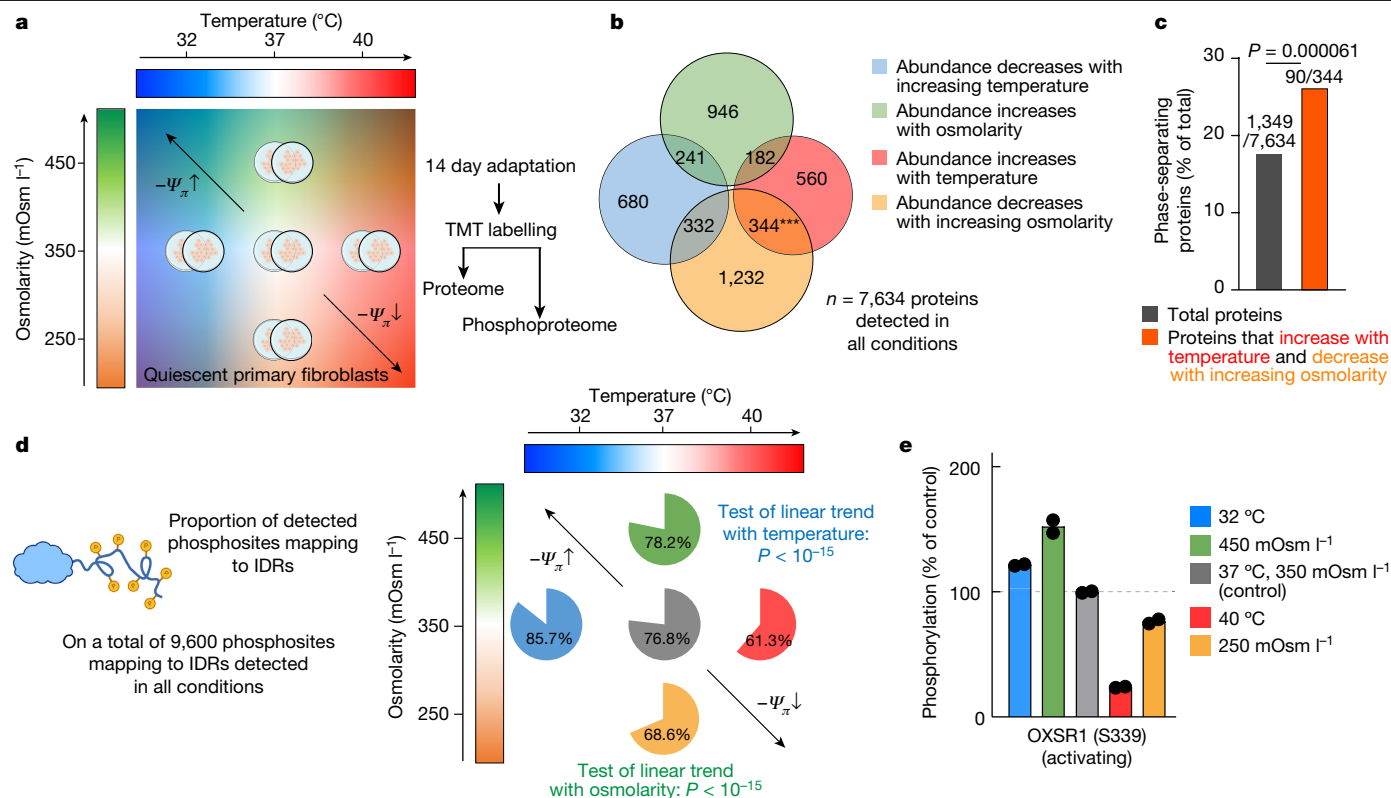 a
Temperature (°C)
32 37 40
Osmolarity (mOsm l⁻¹)
450
350
250
–Ψπ↑
–Ψπ↓
Quiescent primary fibroblasts
14 day adaptation
TMT labelling
Proteome
Phosphoproteome
b
946
241
182
680
560
332
344***
1,232
Abundance decreases with
increasing temperature
Abundance increases
with osmolarity
Abundance increases
with temperature
Abundance decreases
with increasing osmolarity
n = 7,634 proteins
detected in
all conditions
c
Phase-separating
proteins (% of total)
30
20
10
0
P = 0.000061
90/344
1,349
/7,634
Total proteins
Proteins that increase with
temperature and decrease
with increasing osmolarity
d
Proportion of detected
phosphosites mapping
to IDRs
P P P P P P P
On a total of 9,600 phosphosites
mapping to IDRs detected
in all conditions
Temperature (°C)
32 37 40
Osmolarity (mOsm l⁻¹)
450
350
250
–Ψπ↑
78.2%
Test of linear trend
with temperature:
P < 10⁻¹⁵
85.7%
76.8%
61.3%
–Ψπ↓
68.6%
Test of linear trend
with osmolarity: P < 10⁻¹⁵
e
Phosphorylation (% of control)
200
100
0
OXSR1 (S339)
(activating)
32 °C
450 mOsm l⁻¹
37 °C, 350 mOsm l⁻¹
(control)
40 °C
250 mOsm l⁻¹